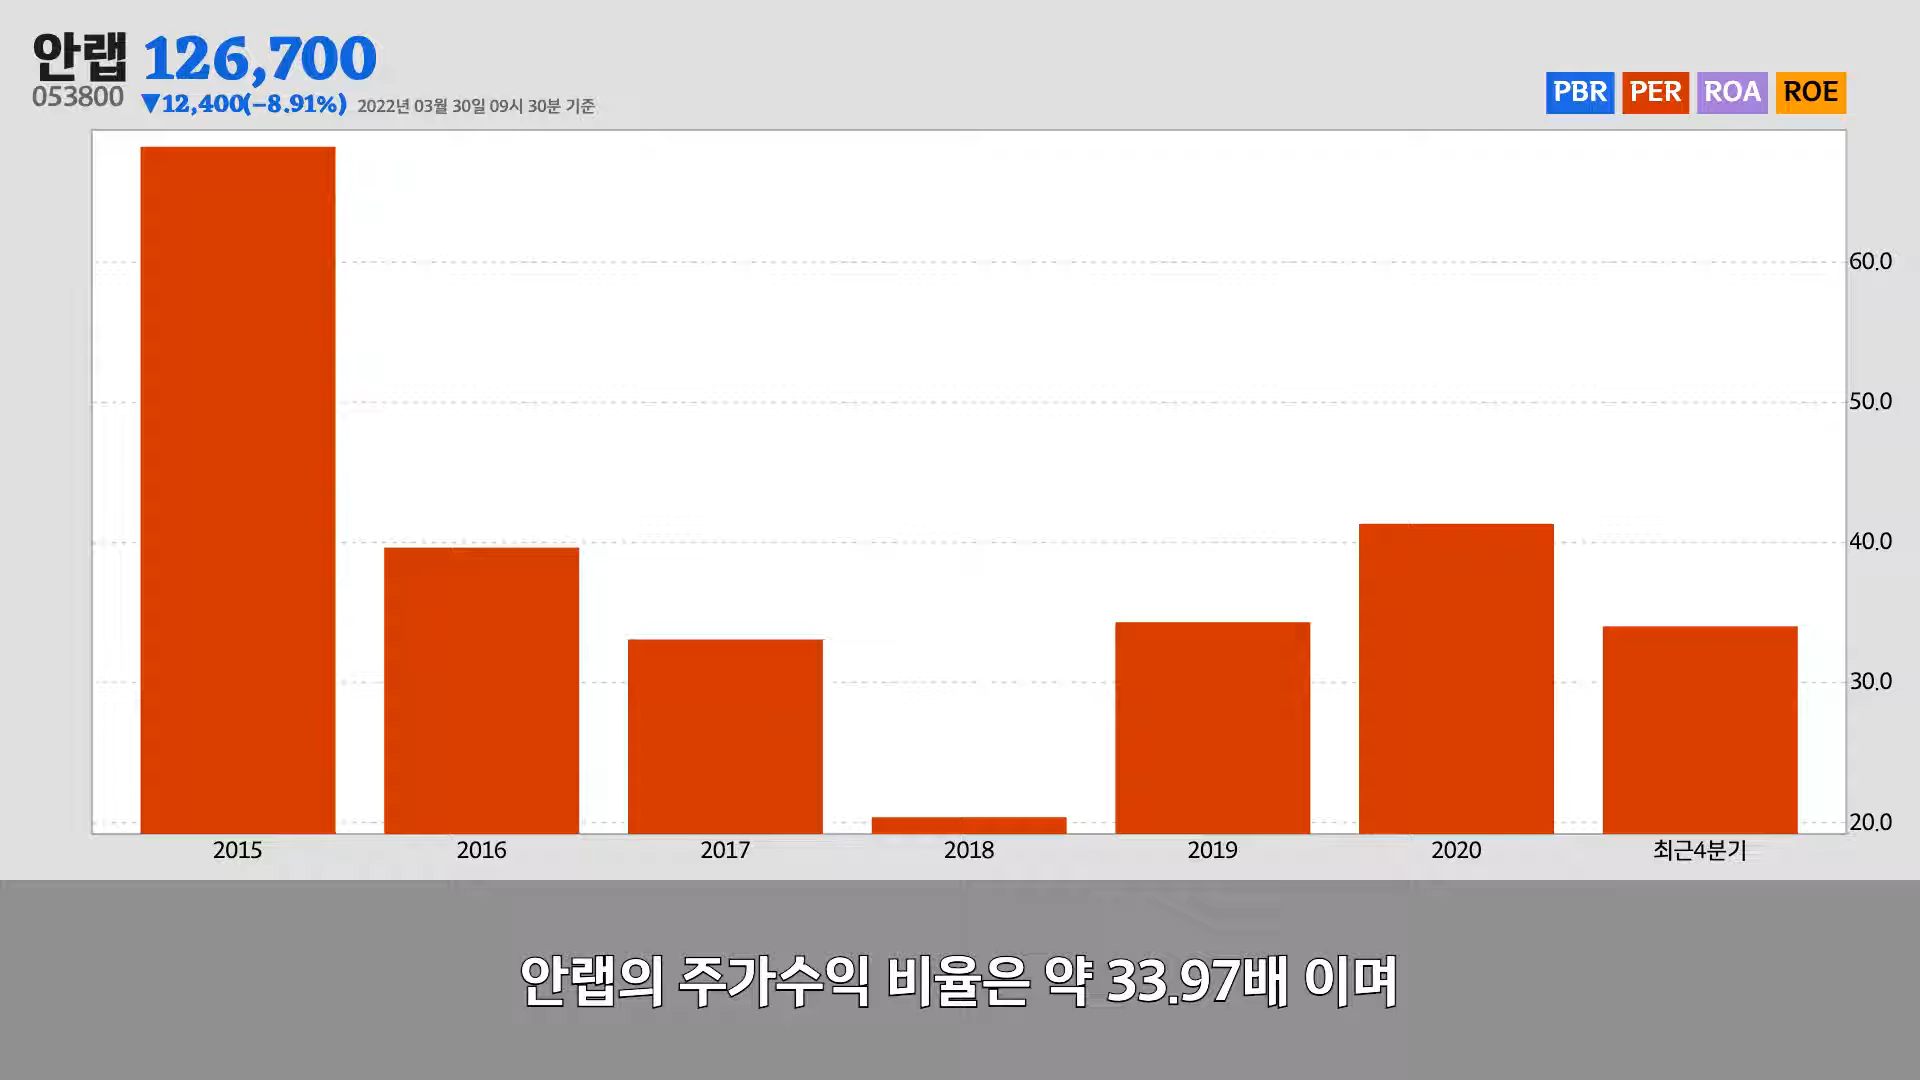 안랩 126,700
053800 ▼12,400(−8.91%) 2022년 03월 30일 09시 30분 기준
PBR PER ROA ROE
60.0
50.0
40.0
30.0
20.0
2015 2016 2017 2018 2019 2020 최근4분기
안랩의 주가수익 비율은 약 33.97배 이며